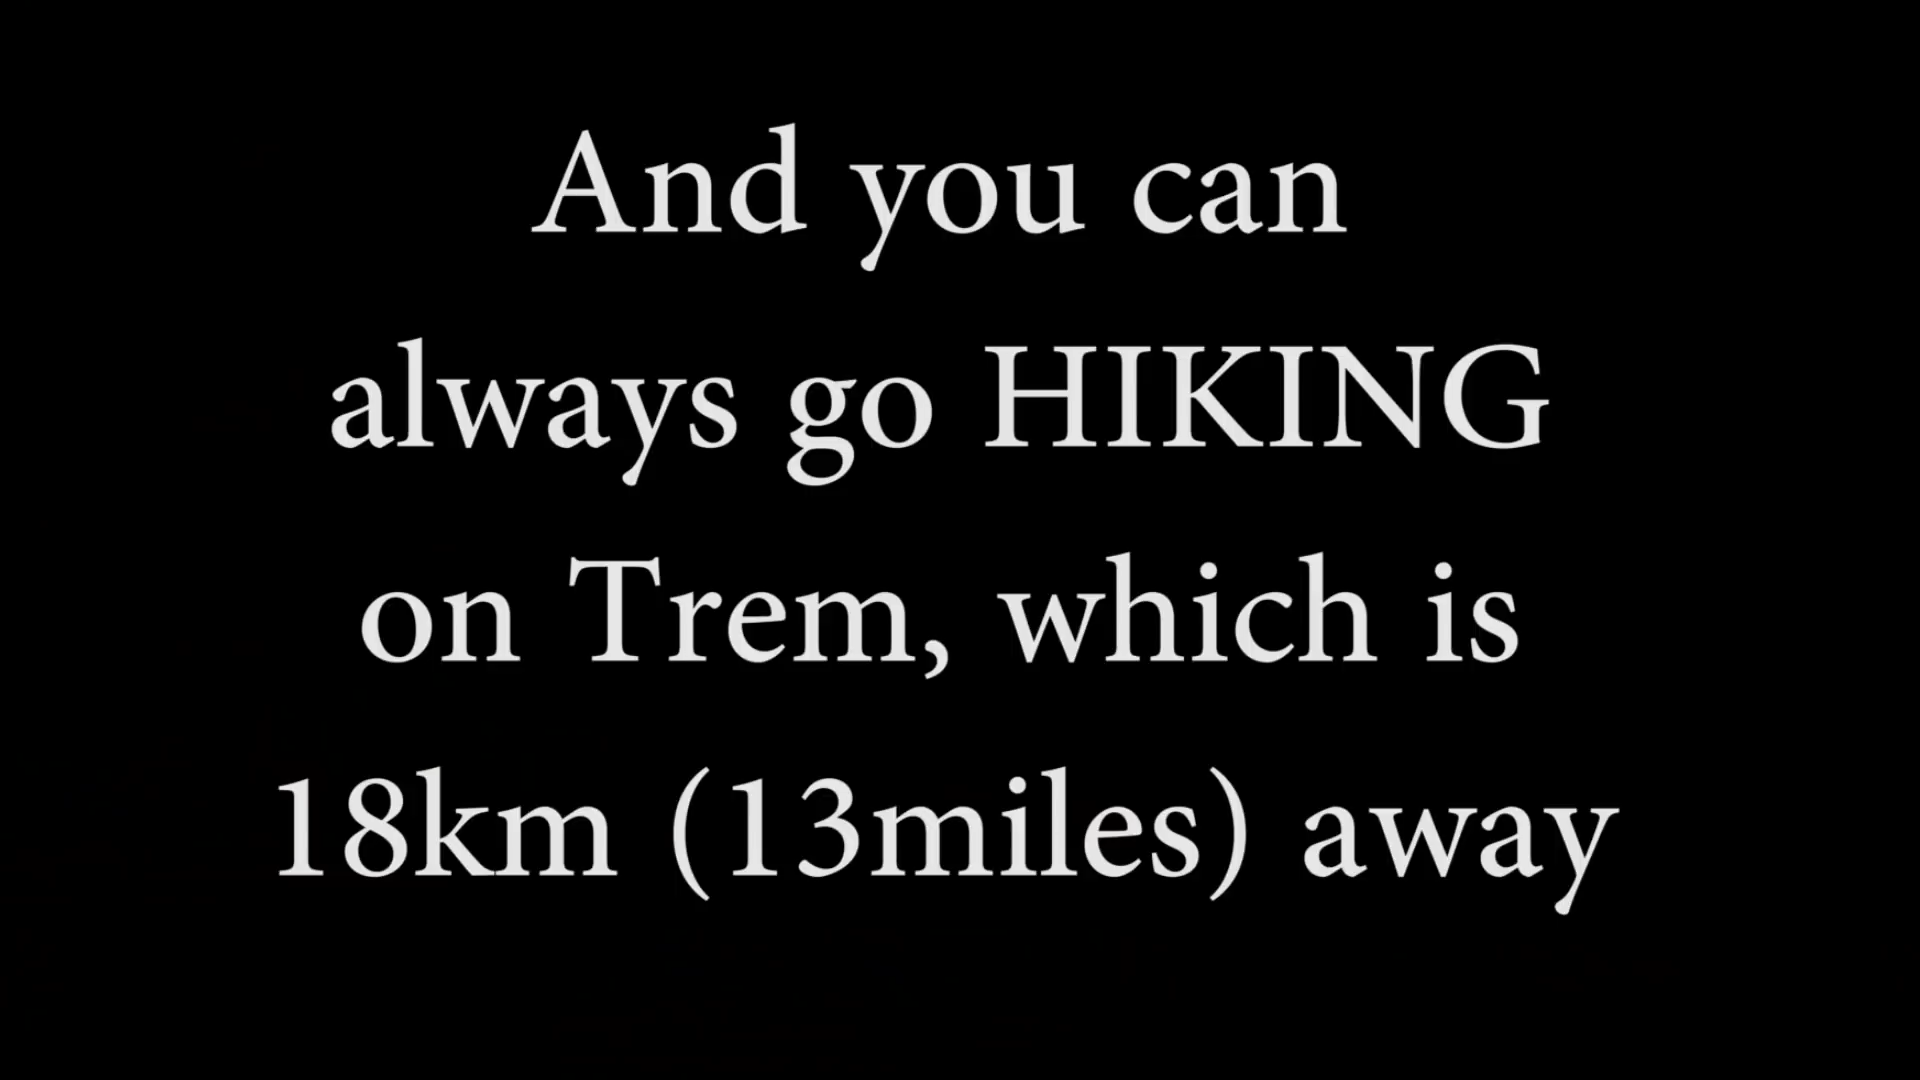 And you can
always go HIKING
on Trem, which is
18km (13miles) away